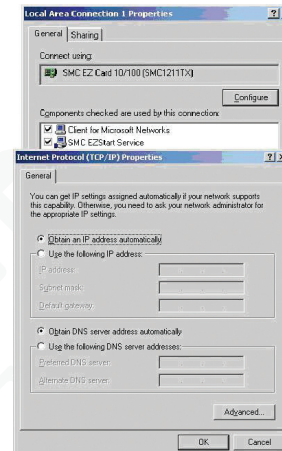 Local Area Connection 1 Properties
General Sharing
Connect using:
SMC EZ Card 10/100 (SMC1211TX)
Configure
Components checked are used by this connection:
Client for Microsoft Networks
SMC EZStart Service
Internet Protocol (TCP/IP) Properties
General
You can get IP settings assigned automatically if your network supports
this capability. Otherwise, you need to ask your network administrator for
the appropriate IP settings.
Obtain an IP address automatically
Use the following IP address:
IP address:
Subnet mask:
Default gateway:
Obtain DNS server address automatically
Use the following DNS server addresses:
Preferred DNS server:
Alternate DNS server:
Advanced...
OK Cancel